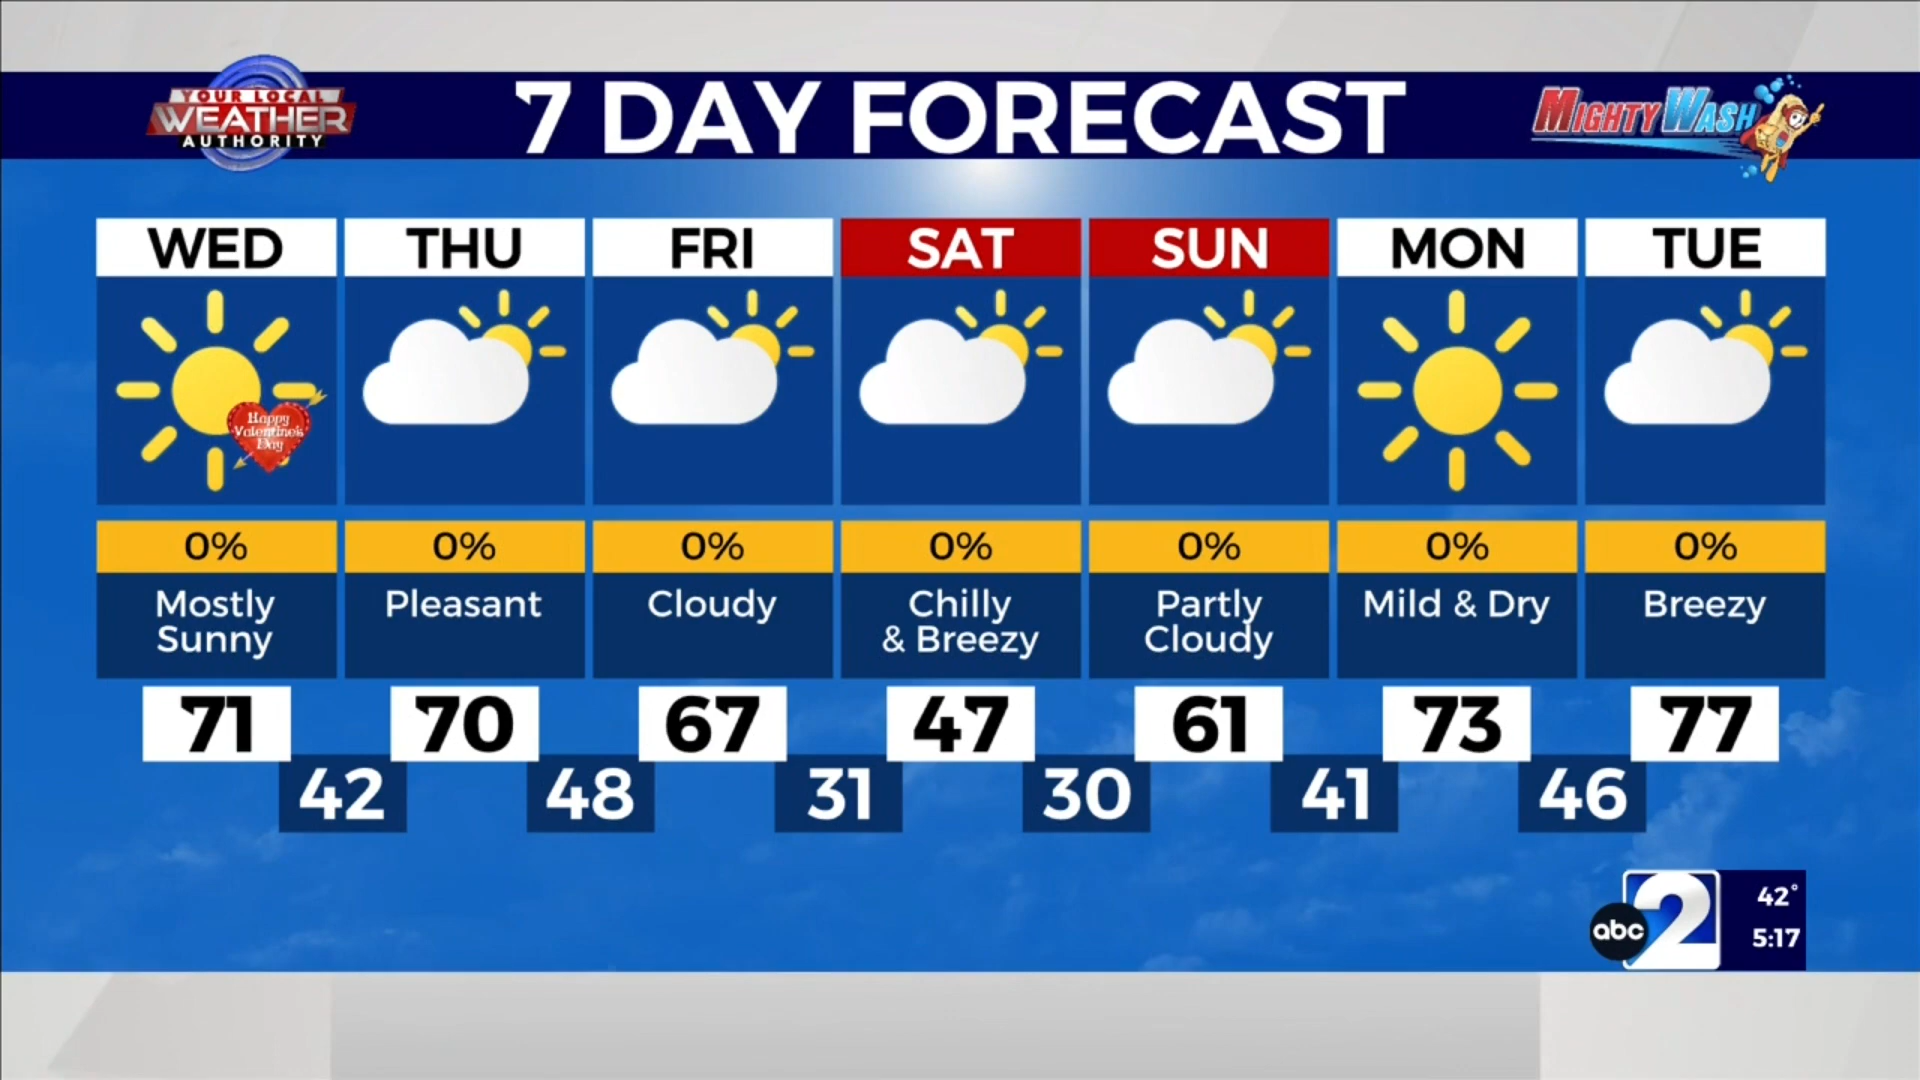 YOUR LOCAL
WEATHER
AUTHORITY
7 DAY FORECAST
MIGHTY WASH
WED THU FRI SAT SUN MON TUE
Happy
Valentine's
Day
0% 0% 0% 0% 0% 0% 0%
Mostly Pleasant Cloudy Chilly Partly Mild & Dry Breezy
Sunny & Breezy Cloudy
71 70 67 47 61 73 77
42 48 31 30 41 46
abc 2
42°
5:17